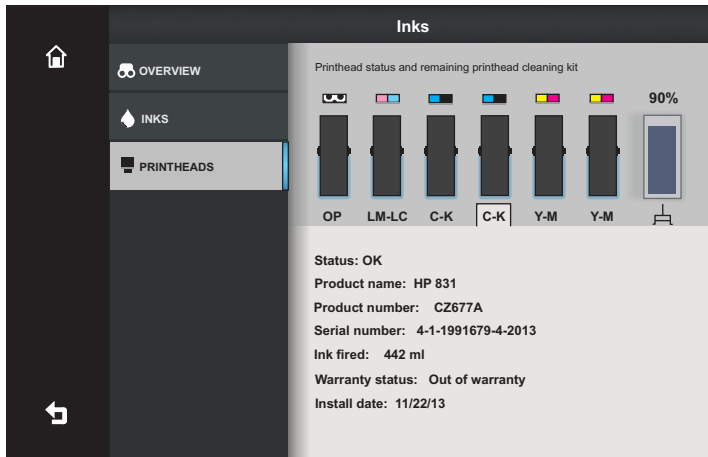 Inks
OVERVIEW
INKS
PRINTHEADS
Printhead status and remaining printhead cleaning kit
90%
OP LM-LC C-K C-K Y-M Y-M
Status: OK
Product name: HP 831
Product number: CZ677A
Serial number: 4-1-1991679-4-2013
Ink fired: 442 ml
Warranty status: Out of warranty
Install date: 11/22/13